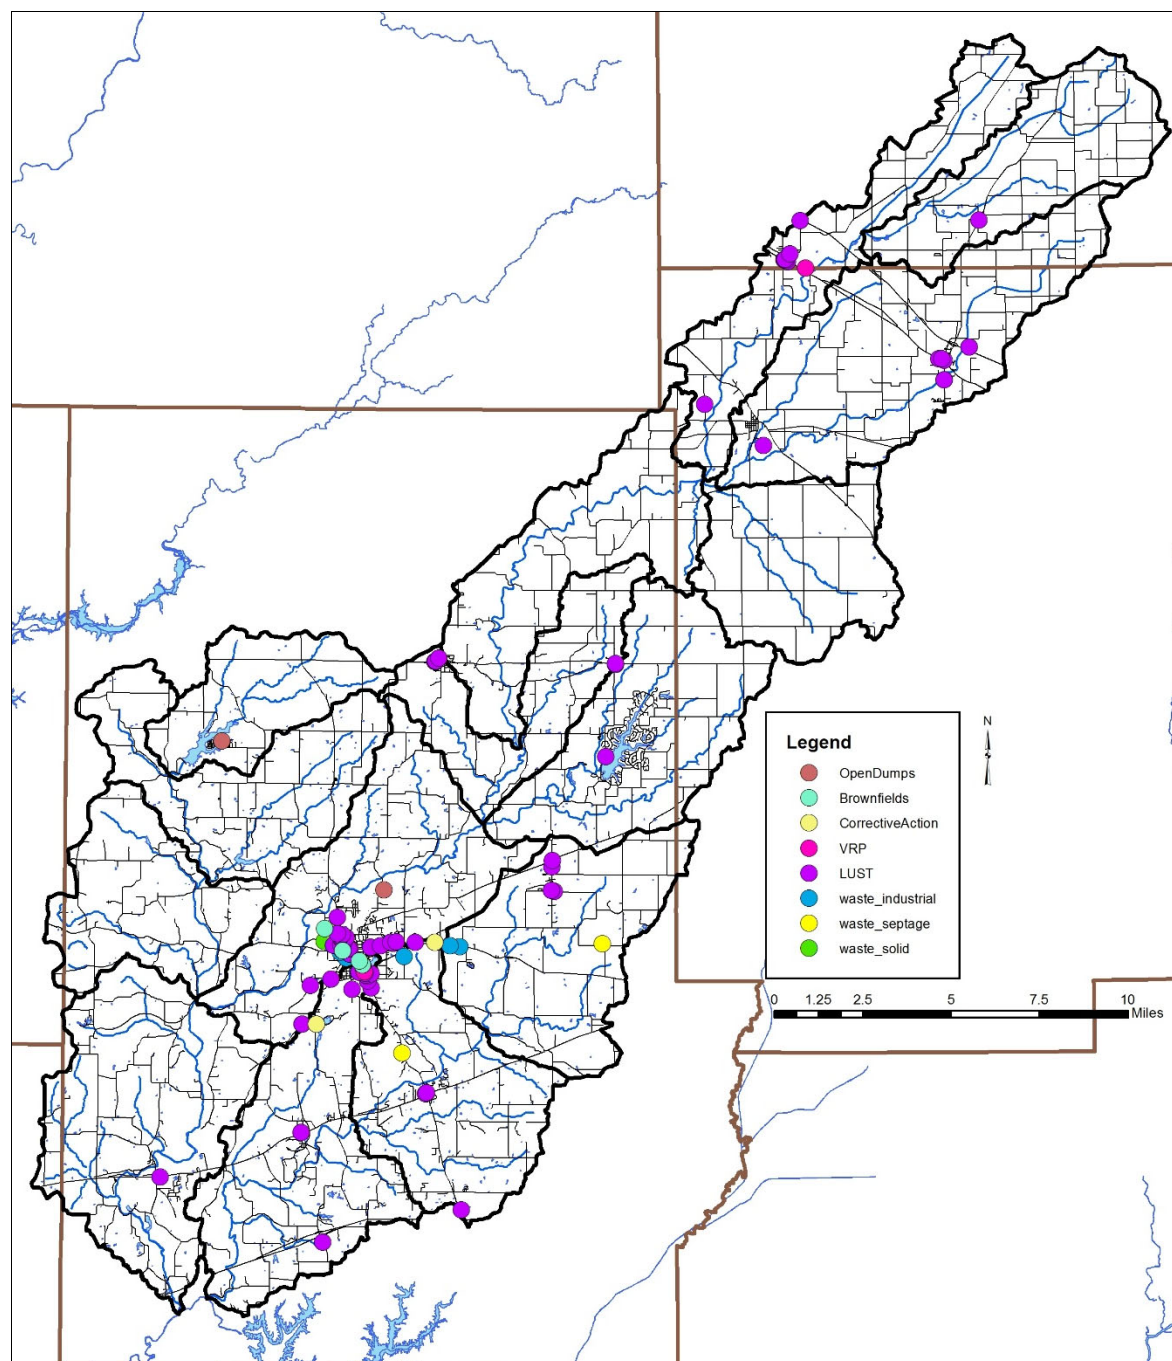 N
Legend
OpenDumps
Brownfields
CorrectiveAction
VRP
LUST
waste_industrial
waste_septage
waste_solid
0 1.25 2.5 5 7.5 10
Miles